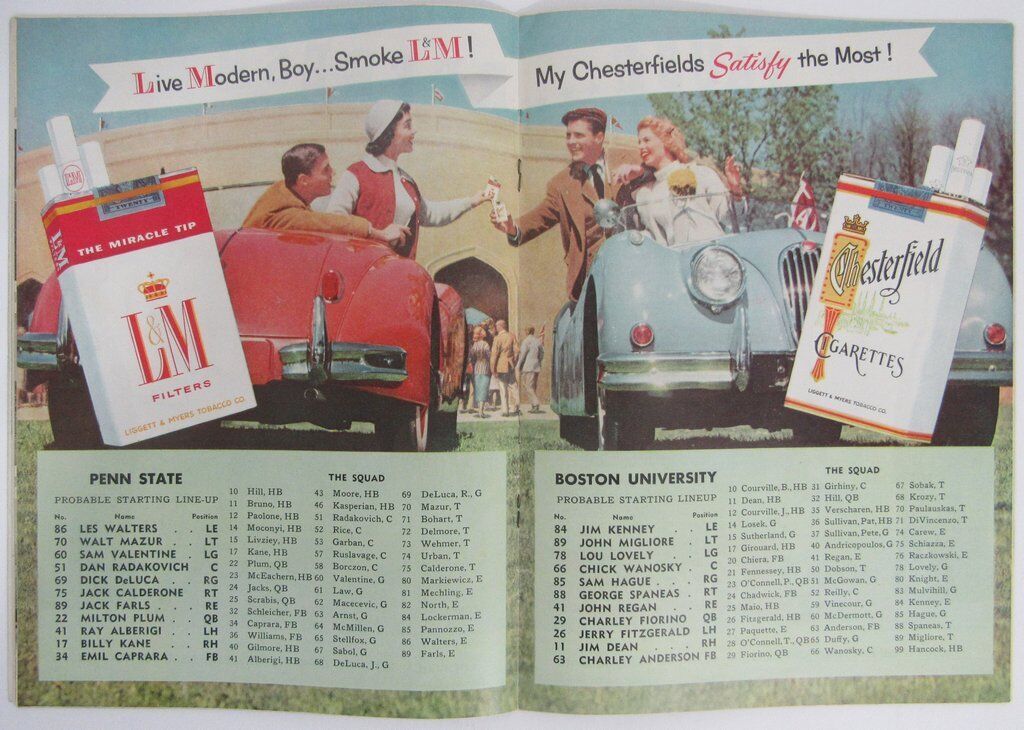 Live Modern, Boy...Smoke L&M!
My Chesterfields Satisfy the Most!
L&M
TWENTY
THE MIRACLE TIP
L&M
FILTERS
LIGGETT & MYERS TOBACCO CO.
4
Chesterfield
CIGARETTES
LIGGETT & MYERS TOBACCO CO.
PENN STATE
PROBABLE STARTING LINE-UP
No. Name Position
86 LES WALTERS . . LE
70 WALT MAZUR . . LT
60 SAM VALENTINE . LG
51 DAN RADAKOVICH C
69 DICK DeLUCA . . . RG
75 JACK CALDERONE RT
89 JACK FARLS . . . RE
22 MILTON PLUM . . QB
41 RAY ALBERIGI . . LH
17 BILLY KANE . . . RH
34 EMIL CAPRARA . . FB
THE SQUAD
10 Hill, HB
11 Bruno, HB
12 Paolone, HB
14 Moconyi, HB
15 Livziey, HB
17 Kane, HB
22 Plum, QB
23 McEachern, HB
24 Jacks, QB
25 Scrabis, QB
32 Schleicher, FB
34 Caprara, FB
36 Williams, FB
40 Gilmore, HB
41 Alberigi, HB
43 Moore, HB
46 Kasperian, HB
51 Radakovich, C
52 Rice, C
53 Garban, C
57 Ruslavage, C
58 Borczon, C
60 Valentine, G
61 Law, G
62 Macecevic, G
63 Arnst, G
64 McMillen, G
65 Stellfox, G
67 Sabol, G
68 DeLuca, J., G
69 DeLuca, R., G
70 Mazur, T
71 Bohart, T
72 Delmore, T
73 Wehmer, T
74 Urban, T
75 Calderone, T
80 Markiewicz, E
81 Mechling, E
82 North, E
84 Lockerman, E
85 Pannozzo, E
86 Walters, E
89 Farls, E
BOSTON UNIVERSITY
PROBABLE STARTING LINEUP
No. Name Position
84 JIM KENNEY . . LE
89 JOHN MIGLIORE . LT
78 LOU LOVELY . . LG
66 CHICK WANOSKY . C
85 SAM HAGUE . . . RG
88 GEORGE SPANEAS . RT
41 JOHN REGAN . . RE
29 CHARLEY FIORINO QB
26 JERRY FITZGERALD LH
11 JIM DEAN . . . RH
63 CHARLEY ANDERSON FB
THE SQUAD
10 Courville, B., HB
11 Dean, HB
12 Courville, J., HB
14 Losek, G
15 Sutherland, G
17 Girouard, HB
20 Chiera, FB
21 Fennessey, HB
23 O'Connell, P., QB
24 Chadwick, FB
25 Maio, HB
26 Fitzgerald, HB
27 Paquette, E
28 O'Connell, T., QB
29 Fiorino, QB
31 Girhiny, C
32 Hill, QB
35 Verscharen, HB
36 Sullivan, Pat, HB
37 Sullivan, Pete, G
40 Andricopoulos, G
41 Regan, E
50 Dobson, T
51 McGowan, G
52 Reilly, C
59 Vinecour, G
60 McDermott, G
63 Anderson, FB
65 Duffy, G
66 Wanosky, C
67 Sobak, T
68 Krozy, T
70 Paulauskas, T
71 DiVincenzo, T
74 Carew, E
75 Schiazza, E
76 Raczkowski, E
78 Lovely, G
80 Knight, E
83 Mulvihill, G
84 Kenney, E
85 Hague, G
88 Spaneas, T
89 Migliore, T
99 Hancock, HB